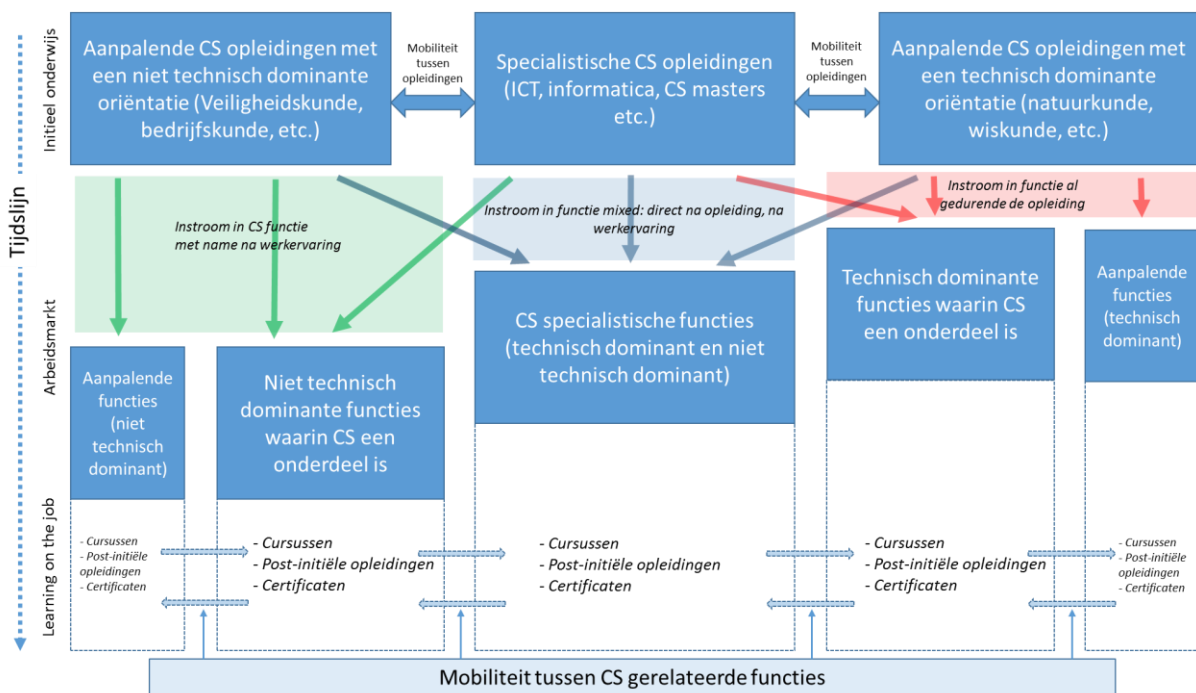 Tijdslijn
Initieel onderwijs
Aanpalende CS opleidingen met
een niet technisch dominante
oriëntatie (Veiligheidskunde,
bedrijfskunde, etc.)
Mobiliteit
tussen
opleidingen
Specialistische CS opleidingen
(ICT, informatica, CS masters
etc.)
Mobiliteit
tussen
opleidingen
Aanpalende CS opleidingen met
een technisch dominante
oriëntatie (natuurkunde,
wiskunde, etc.)
Instroom in CS functie
met name na werkervaring
Instroom in functie mixed: direct na opleiding, na
werkervaring
Instroom in functie al
gedurende de opleiding
Arbeidsmarkt
Aanpalende
functies
(niet
technisch
dominant)
Niet technisch
dominante functies
waarin CS een
onderdeel is
CS specialistische functies
(technisch dominant en niet
technisch dominant)
Technisch dominante
functies waarin CS
een onderdeel is
Aanpalende
functies
(technisch
dominant)
Learning on the job
- Cursussen
- Post-initiële
opleidingen
- Certificaten
- Cursussen
- Post-initiële opleidingen
- Certificaten
- Cursussen
- Post-initiële opleidingen
- Certificaten
- Cursussen
- Post-initiële opleidingen
- Certificaten
- Cursussen
- Post-initiële
opleidingen
- Certificaten
Mobiliteit tussen CS gerelateerde functies